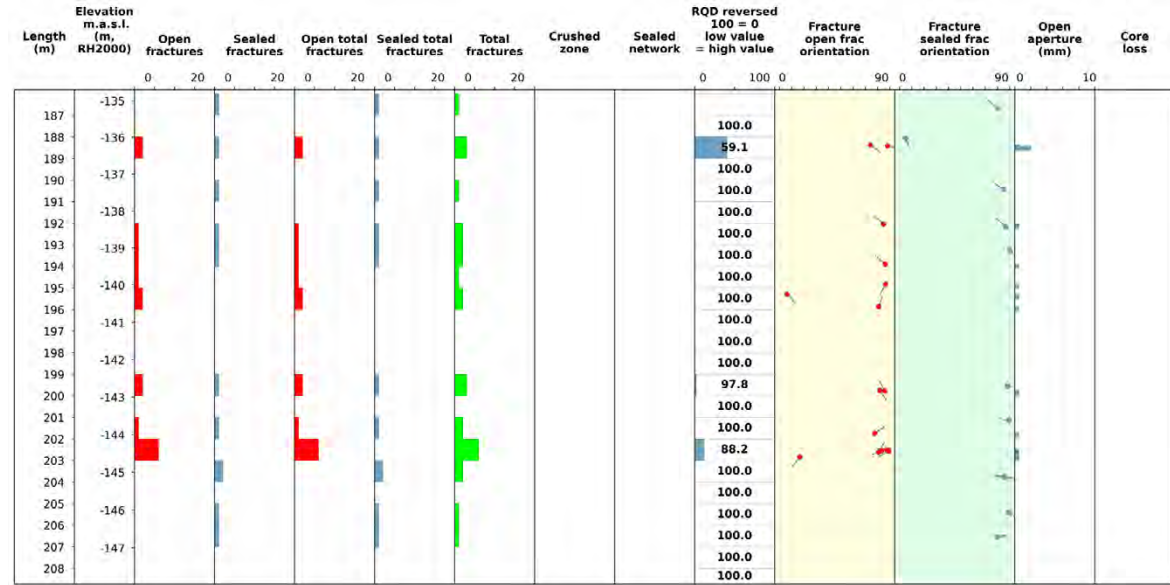 Length
(m)
Elevation
m.a.s.l.
(m,
RH2000)
Open
fractures
Sealed
fractures
Open total
fractures
Sealed total
fractures
Total
fractures
Crushed
zone
Sealed
network
RQD reversed
100 = 0
low value
= high value
Fracture
open frac
orientation
Fracture
sealed frac
orientation
Open
aperture
(mm)
Core
loss
0 20 0 20 0 20 0 20 0 20 0 100 0 90 0 90 0 10
-135
187
100.0
188 -136
59.1
189
-137
100.0
190
100.0
191
-138
100.0
192
100.0
193 -139
194
100.0
-140
195
100.0
196
-141
100.0
197
100.0
198
-142
100.0
199
97.8
200 -143
100.0
201
-144
100.0
202
88.2
203
-145
100.0
204
100.0
205
-146
100.0
206
100.0
207 -147
100.0
208
100.0